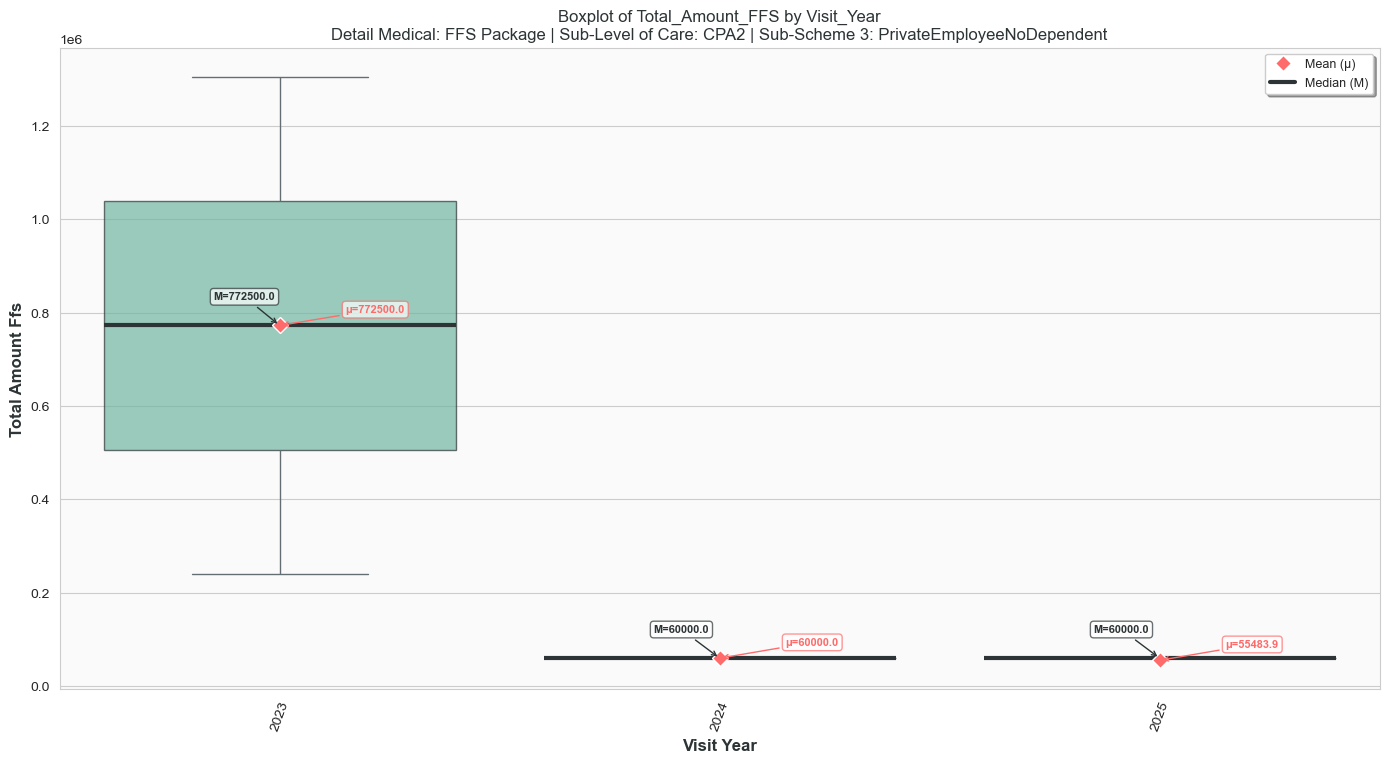 Boxplot of Total_Amount_FFS by Visit_Year
Detail Medical: FFS Package | Sub-Level of Care: CPA2 | Sub-Scheme 3: PrivateEmployeeNoDependent
1e6
Mean (μ)
Median (M)
1.2
1.0
0.8
0.6
0.4
0.2
0.0
Total Amount Ffs
M=772500.0
μ=772500.0
M=60000.0
μ=60000.0
M=60000.0
μ=55483.9
2023
2024
2025
Visit Year